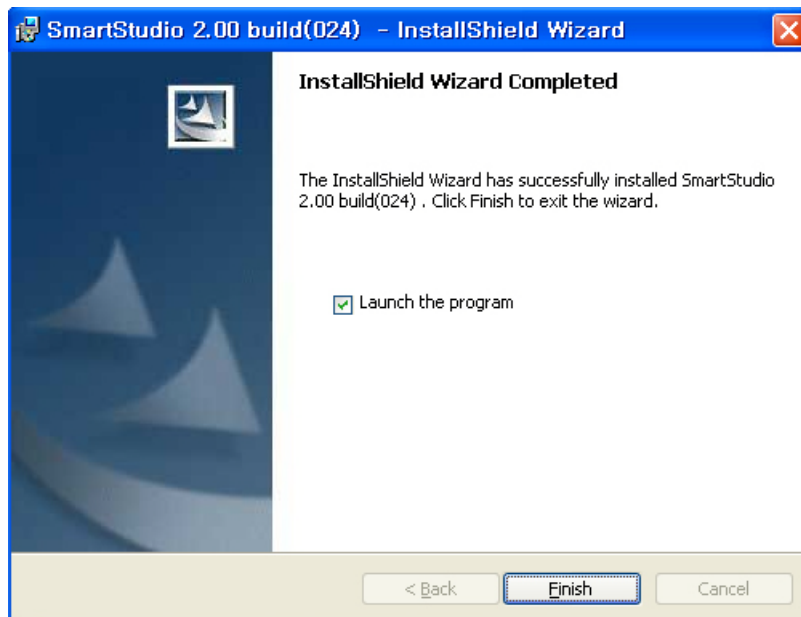 SmartStudio 2.00 build(024) - InstallShield Wizard
InstallShield Wizard Completed
The InstallShield Wizard has successfully installed SmartStudio
2.00 build(024) . Click Finish to exit the wizard.
Launch the program
< Back
Finish
Cancel